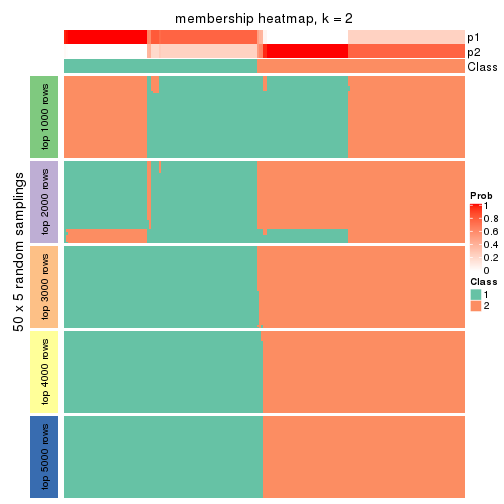 membership heatmap, k = 2
p1
p2
Class
50 x 5 random samplings
top 1000 rows
top 2000 rows
top 3000 rows
top 4000 rows
top 5000 rows
Prob
1
0.8
0.6
0.4
0.2
0
Class
1
2